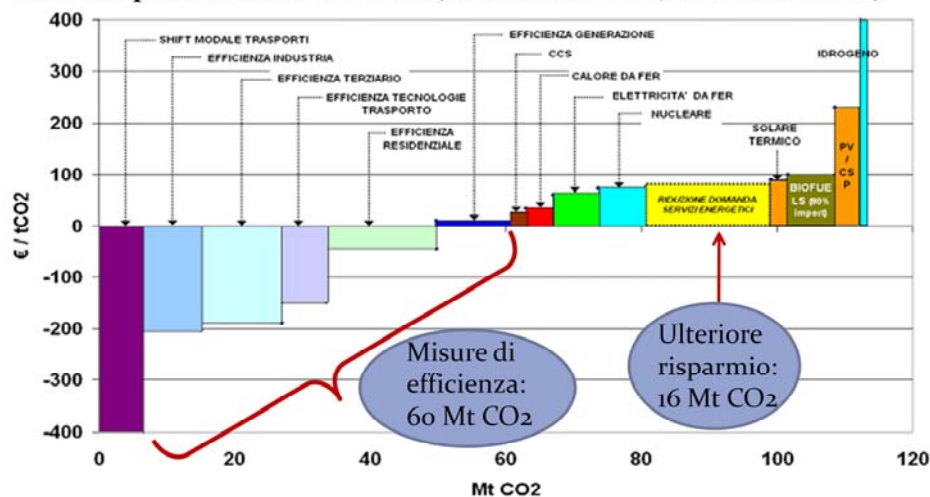 400
300
200
100
0
-100
-200
-300
-400
€ / tCO2
SHIFT MODALE TRASPORTI
EFFICIENZA INDUSTRIA
EFFICIENZA TERZIARIO
EFFICIENZA TECNOLOGIE
TRASPORTO
EFFICIENZA
RESIDENZIALE
EFFICIENZA GENERAZIONE
CCS
CALORE DA FER
ELETTRICITA' DA FER
NUCLEARE
RIDUZIONE DOMANDA
SERVIZI ENERGETICI
SOLARE
TERMICO
BIOFUE
LS (90%
import)
PV /
CS
P
IDROGENO
Misure di
efficienza:
60 Mt CO2
Ulteriore
risparmio:
16 Mt CO2
0
20
40
60
80
100
120
Mt CO2